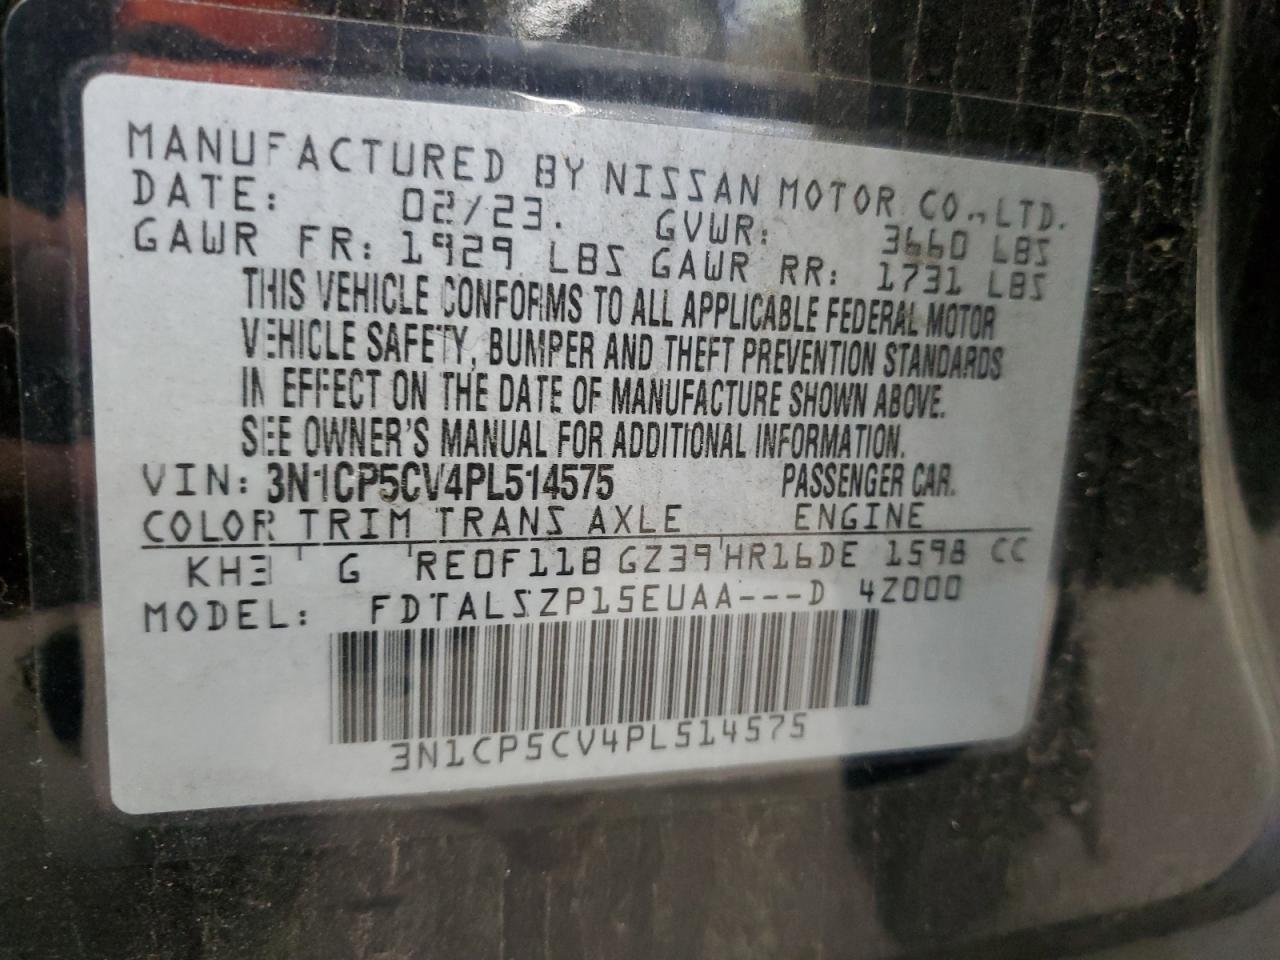 MANUFACTURED BY NISSAN MOTOR CO., LTD.
DATE: 02/23. GVWR: 3660 LBS
GAWR FR: 1929 LBS GAWR RR: 1731 LBS
THIS VEHICLE CONFORMS TO ALL APPLICABLE FEDERAL MOTOR
VEHICLE SAFETY, BUMPER AND THEFT PREVENTION STANDARDS
IN EFFECT ON THE DATE OF MANUFACTURE SHOWN ABOVE.
SEE OWNER'S MANUAL FOR ADDITIONAL INFORMATION.
VIN: 3N1CP5CV4PL514575 PASSENGER CAR.
COLOR TRIM TRANS AXLE ENGINE
KH3 G RE0F11B GZ39 HR16DE 1598 CC
MODEL: FDTALSZP15EUAA---D 4Z000
3N1CP5CV4PL514575